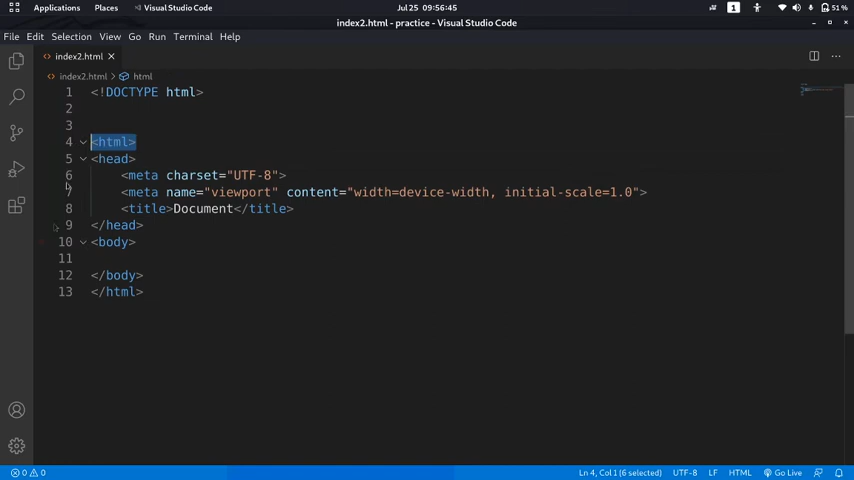 Applications Places Visual Studio Code Jul 25 09:56:45 1 51 %
index2.html - practice - Visual Studio Code
File Edit Selection View Go Run Terminal Help
index2.html
index2.html html
1 <!DOCTYPE html>
2
3
4 <html>
5 <head>
6 <meta charset="UTF-8">
7 <meta name="viewport" content="width=device-width, initial-scale=1.0">
8 <title>Document</title>
9 </head>
10 <body>
11
12 </body>
13 </html>
0 0 Ln 4, Col 1 (6 selected) UTF-8 LF HTML Go Live